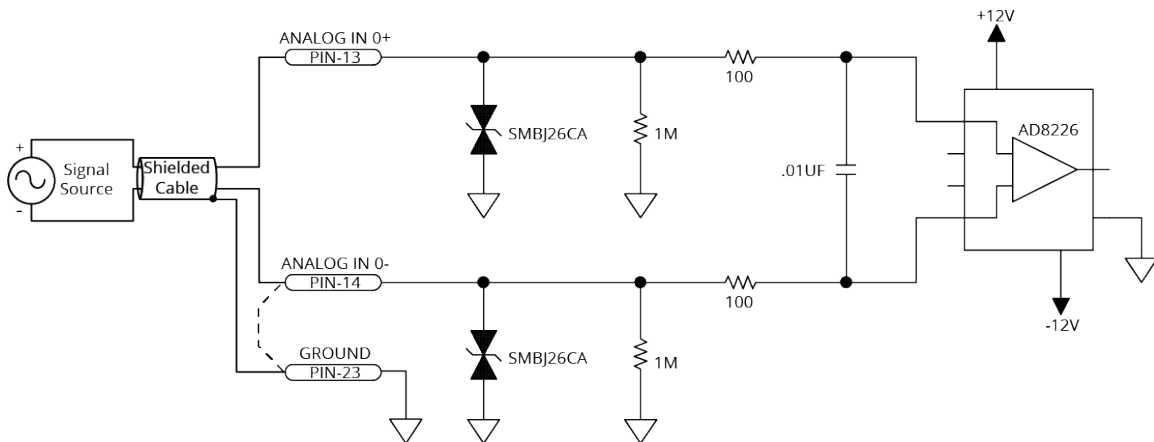 +12V
ANALOG IN 0+
PIN-13
100
AD8226
SMBJ26CA
1M
+
Signal
Source
-
Shielded
Cable
.01UF
ANALOG IN 0-
PIN-14
100
-12V
GROUND
PIN-23
SMBJ26CA
1M